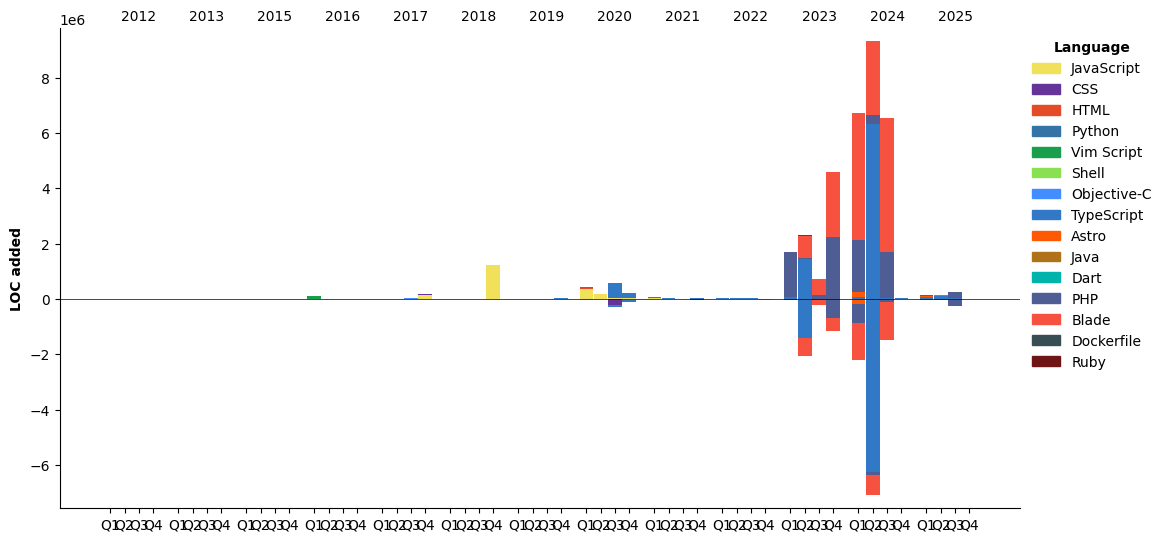 1e6
2012 2013 2015 2016 2017 2018 2019 2020 2021 2022 2023 2024 2025
LOC added
8
6
4
2
0
−2
−4
−6
Q1 Q2 Q3 Q4 Q1 Q2 Q3 Q4 Q1 Q2 Q3 Q4 Q1 Q2 Q3 Q4 Q1 Q2 Q3 Q4 Q1 Q2 Q3 Q4 Q1 Q2 Q3 Q4 Q1 Q2 Q3 Q4 Q1 Q2 Q3 Q4 Q1 Q2 Q3 Q4 Q1 Q2 Q3 Q4 Q1 Q2 Q3 Q4 Q1 Q2 Q3 Q4
Language
JavaScript
CSS
HTML
Python
Vim Script
Shell
Objective-C
TypeScript
Astro
Java
Dart
PHP
Blade
Dockerfile
Ruby